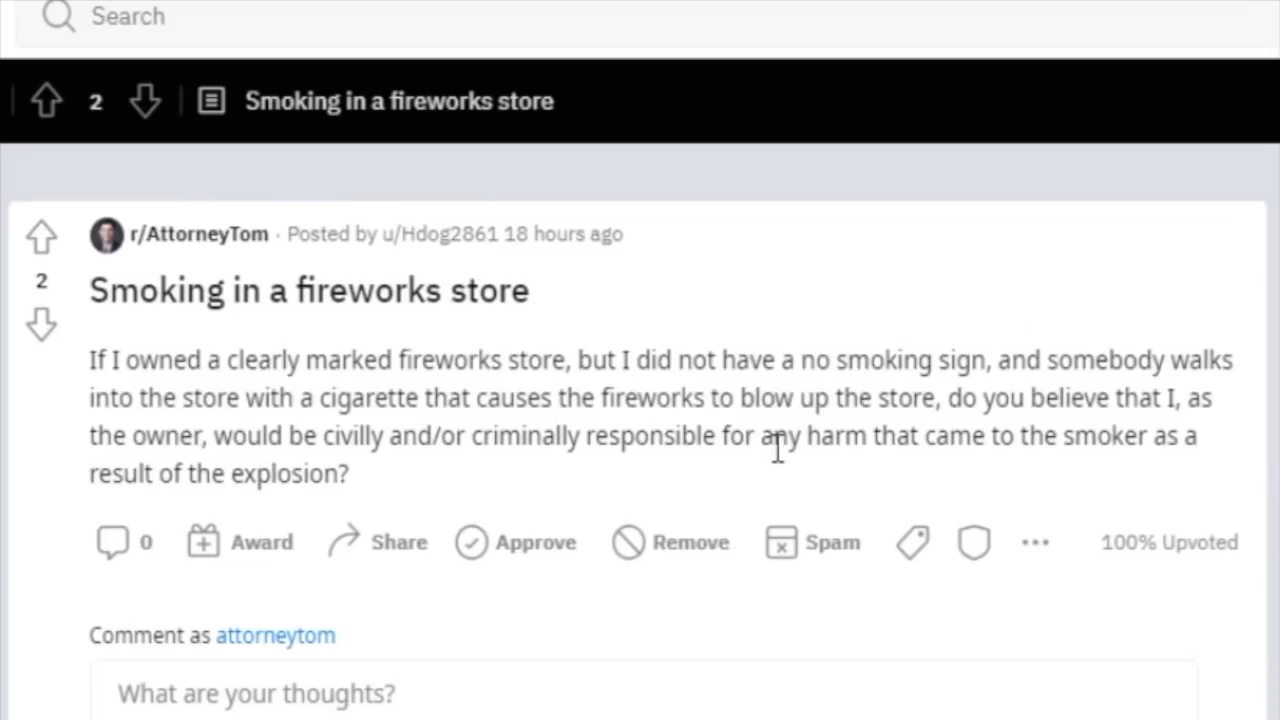 Search
2 Smoking in a fireworks store
r/AttorneyTom · Posted by u/Hdog2861 18 hours ago
2
Smoking in a fireworks store
If I owned a clearly marked fireworks store, but I did not have a no smoking sign, and somebody walks
into the store with a cigarette that causes the fireworks to blow up the store, do you believe that I, as
the owner, would be civilly and/or criminally responsible for any harm that came to the smoker as a
result of the explosion?
0 Award Share Approve Remove Spam ··· 100% Upvoted
Comment as attorneytom
What are your thoughts?